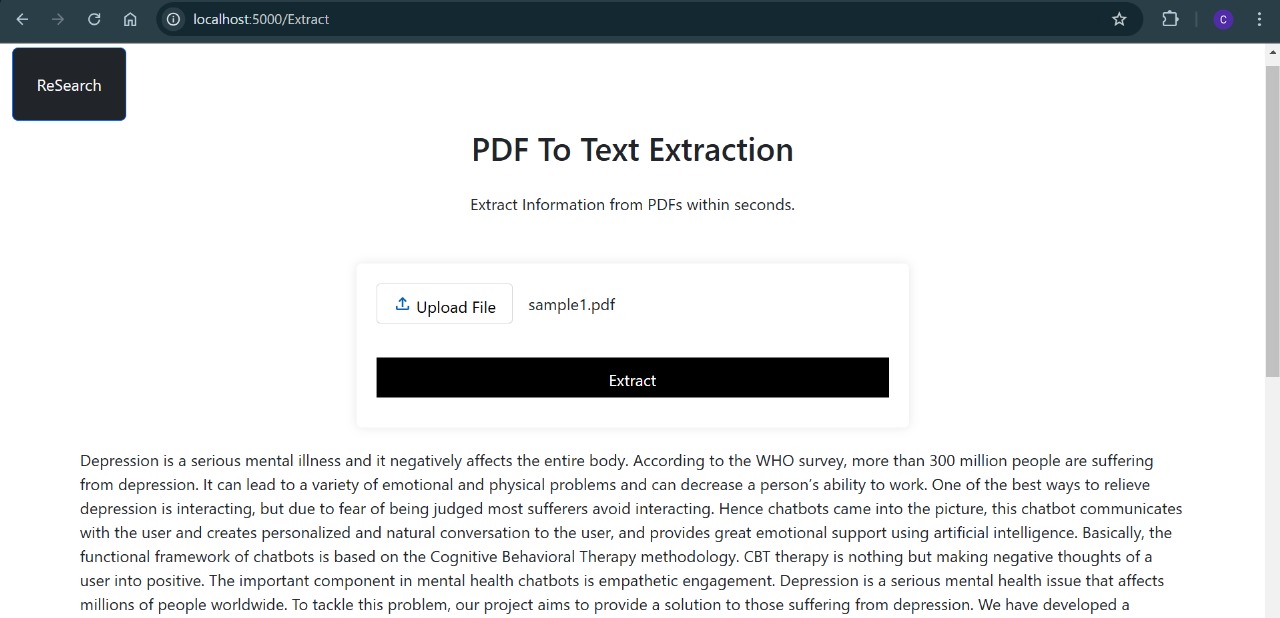 localhost:5000/Extract
C
ReSearch
PDF To Text Extraction
Extract Information from PDFs within seconds.
Upload File sample1.pdf
Extract
Depression is a serious mental illness and it negatively affects the entire body. According to the WHO survey, more than 300 million people are suffering
from depression. It can lead to a variety of emotional and physical problems and can decrease a person's ability to work. One of the best ways to relieve
depression is interacting, but due to fear of being judged most sufferers avoid interacting. Hence chatbots came into the picture, this chatbot communicates
with the user and creates personalized and natural conversation to the user, and provides great emotional support using artificial intelligence. Basically, the
functional framework of chatbots is based on the Cognitive Behavioral Therapy methodology. CBT therapy is nothing but making negative thoughts of a
user into positive. The important component in mental health chatbots is empathetic engagement. Depression is a serious mental health issue that affects
millions of people worldwide. To tackle this problem, our project aims to provide a solution to those suffering from depression. We have developed a